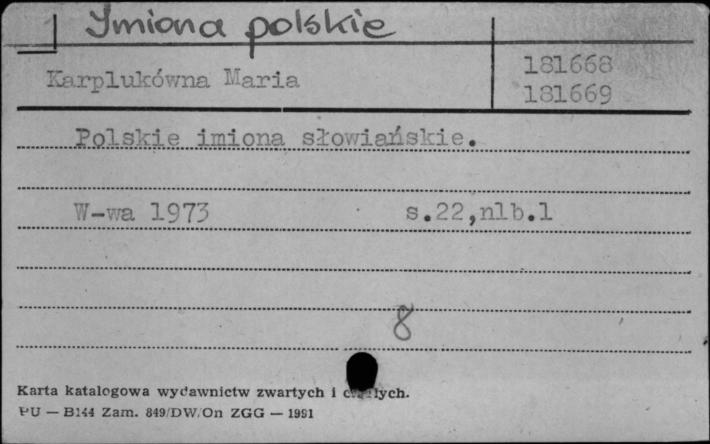 Imiona polskie
Karplukówna Maria
181668
181669
Polskie imiona słowiańskie.
W-wa 1973 s.22,nlb.1
8
Karta katalogowa wydawnictw zwartych i
PU — B144 Zam. 849/DW/On ZGG — 1991